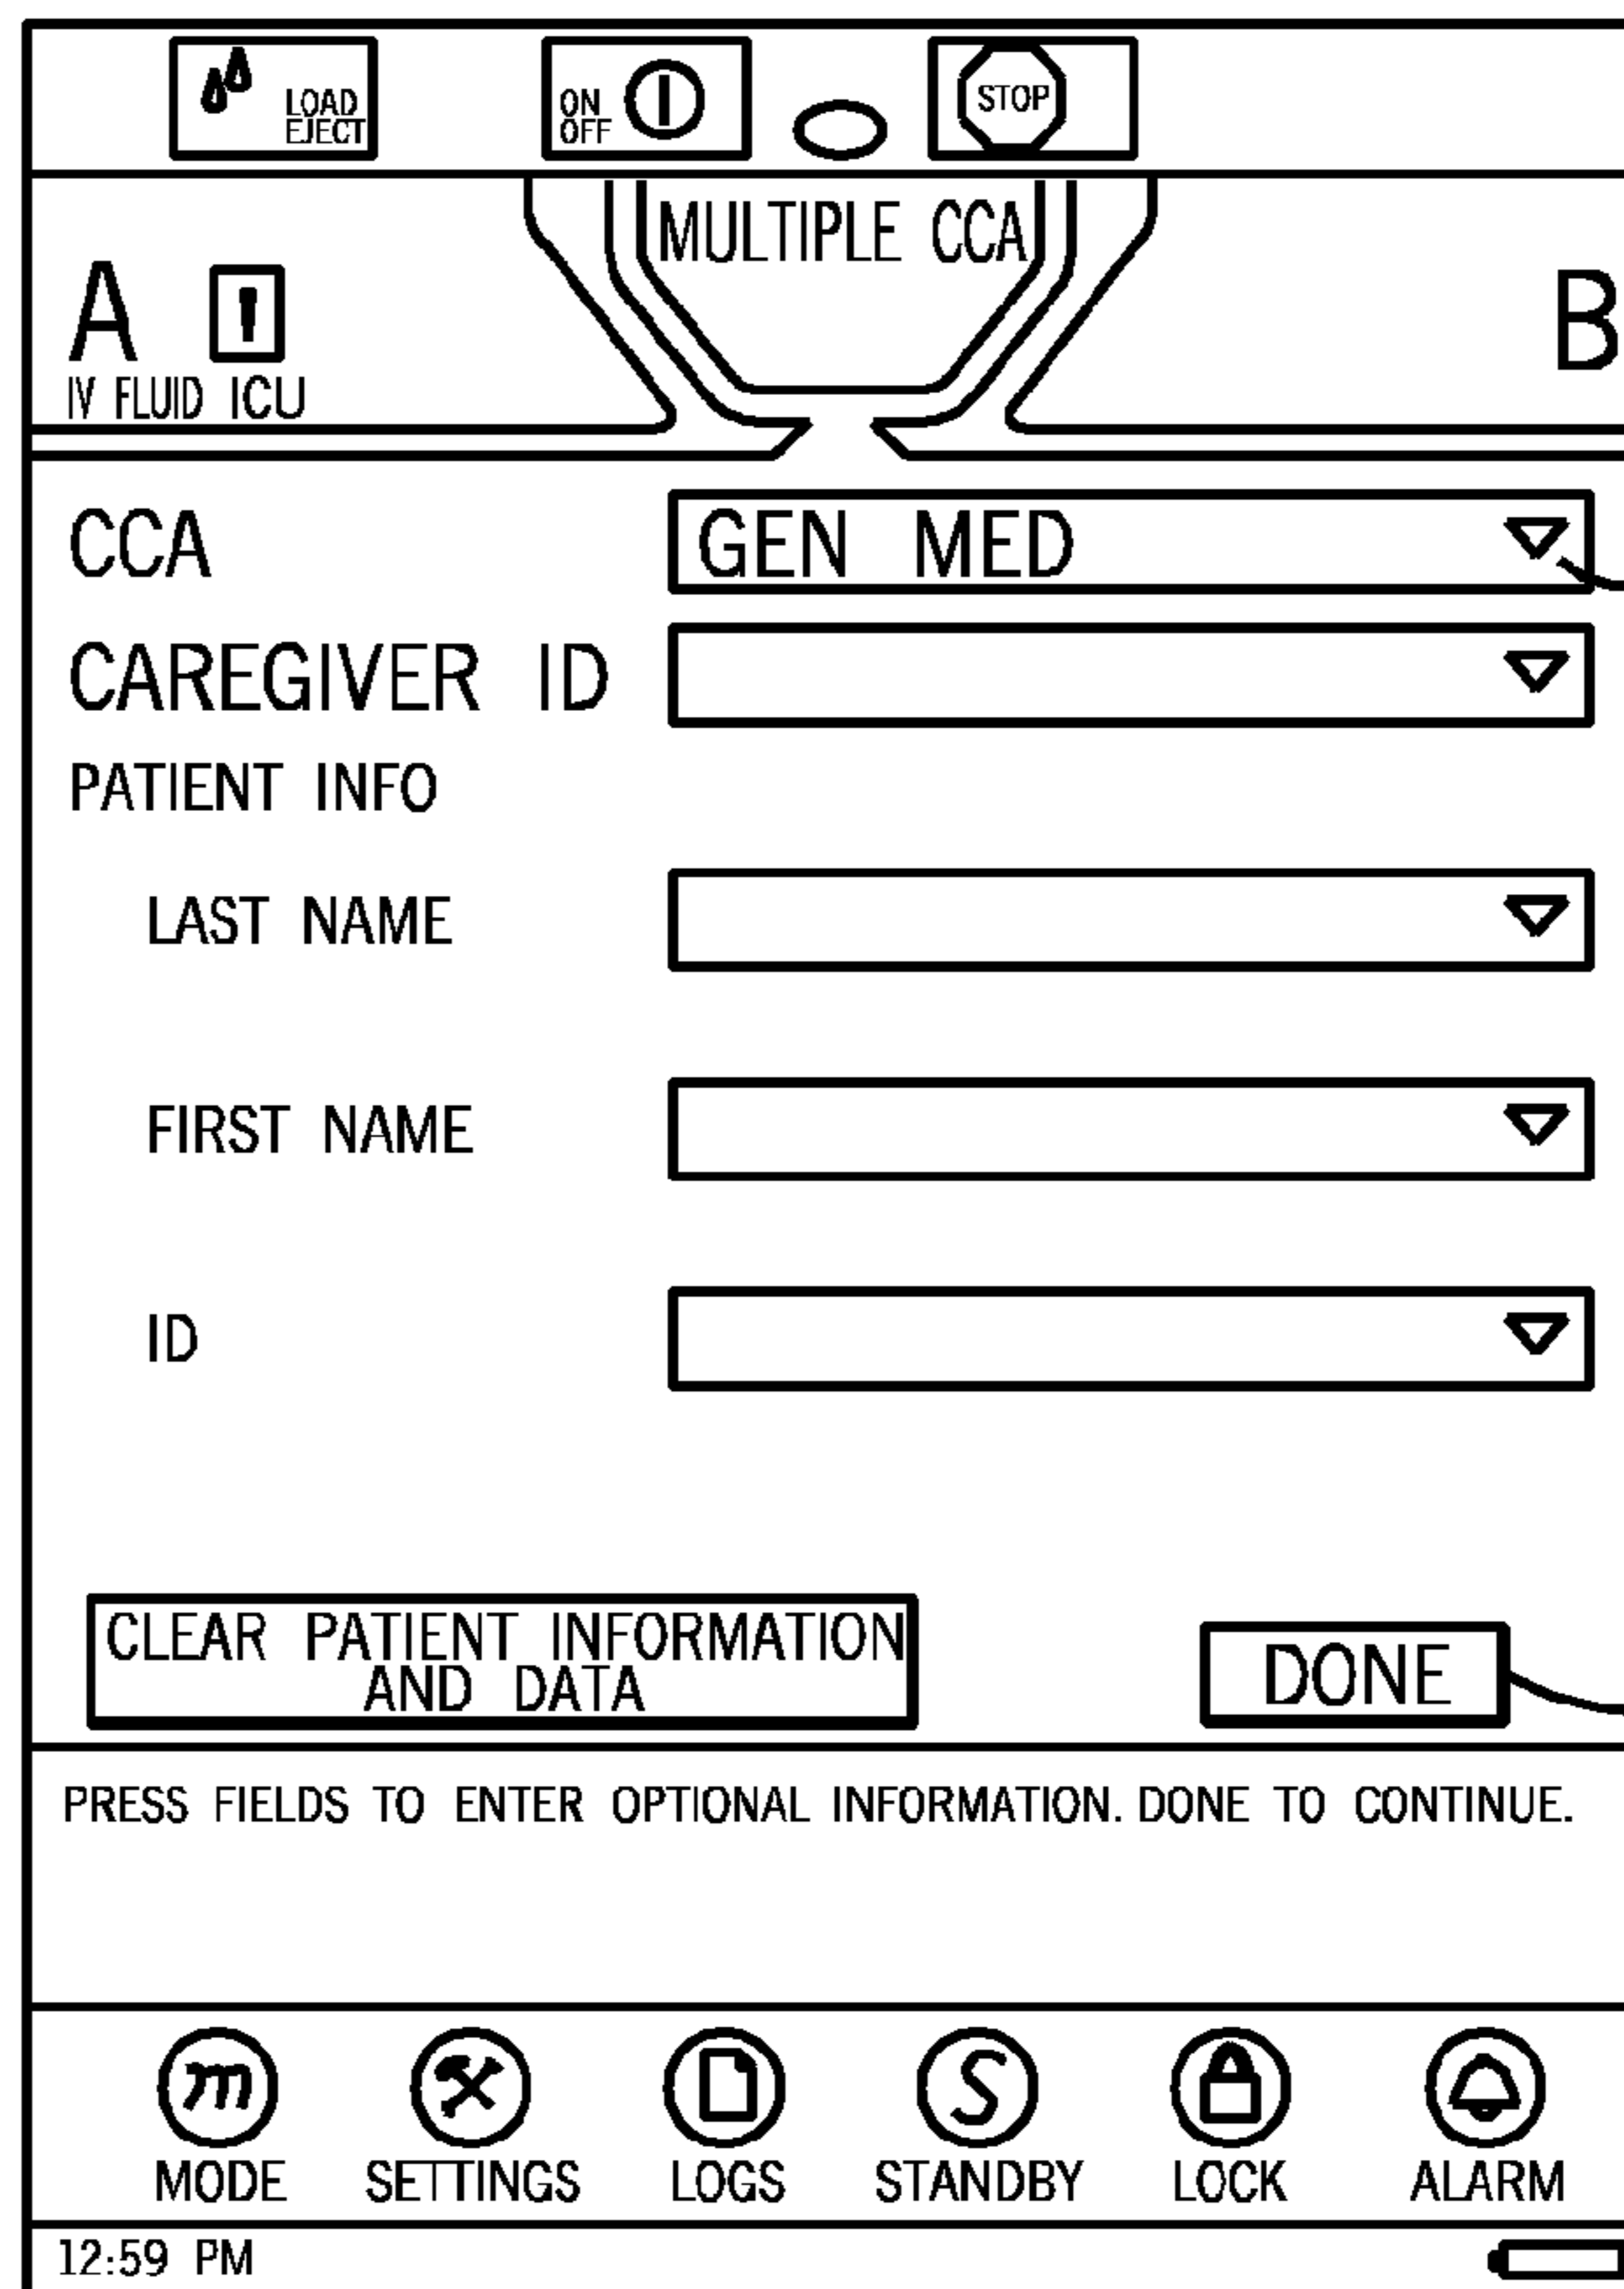 LOAD
EJECT
ON
OFF
STOP
MULTIPLE CCA
A
B
IV FLUID ICU
CCA
GEN MED
CAREGIVER ID
PATIENT INFO
LAST NAME
FIRST NAME
ID
CLEAR PATIENT INFORMATION
AND DATA
DONE
PRESS FIELDS TO ENTER OPTIONAL INFORMATION. DONE TO CONTINUE.
m
S
MODE
SETTINGS
LOGS
STANDBY
LOCK
ALARM
12:59 PM